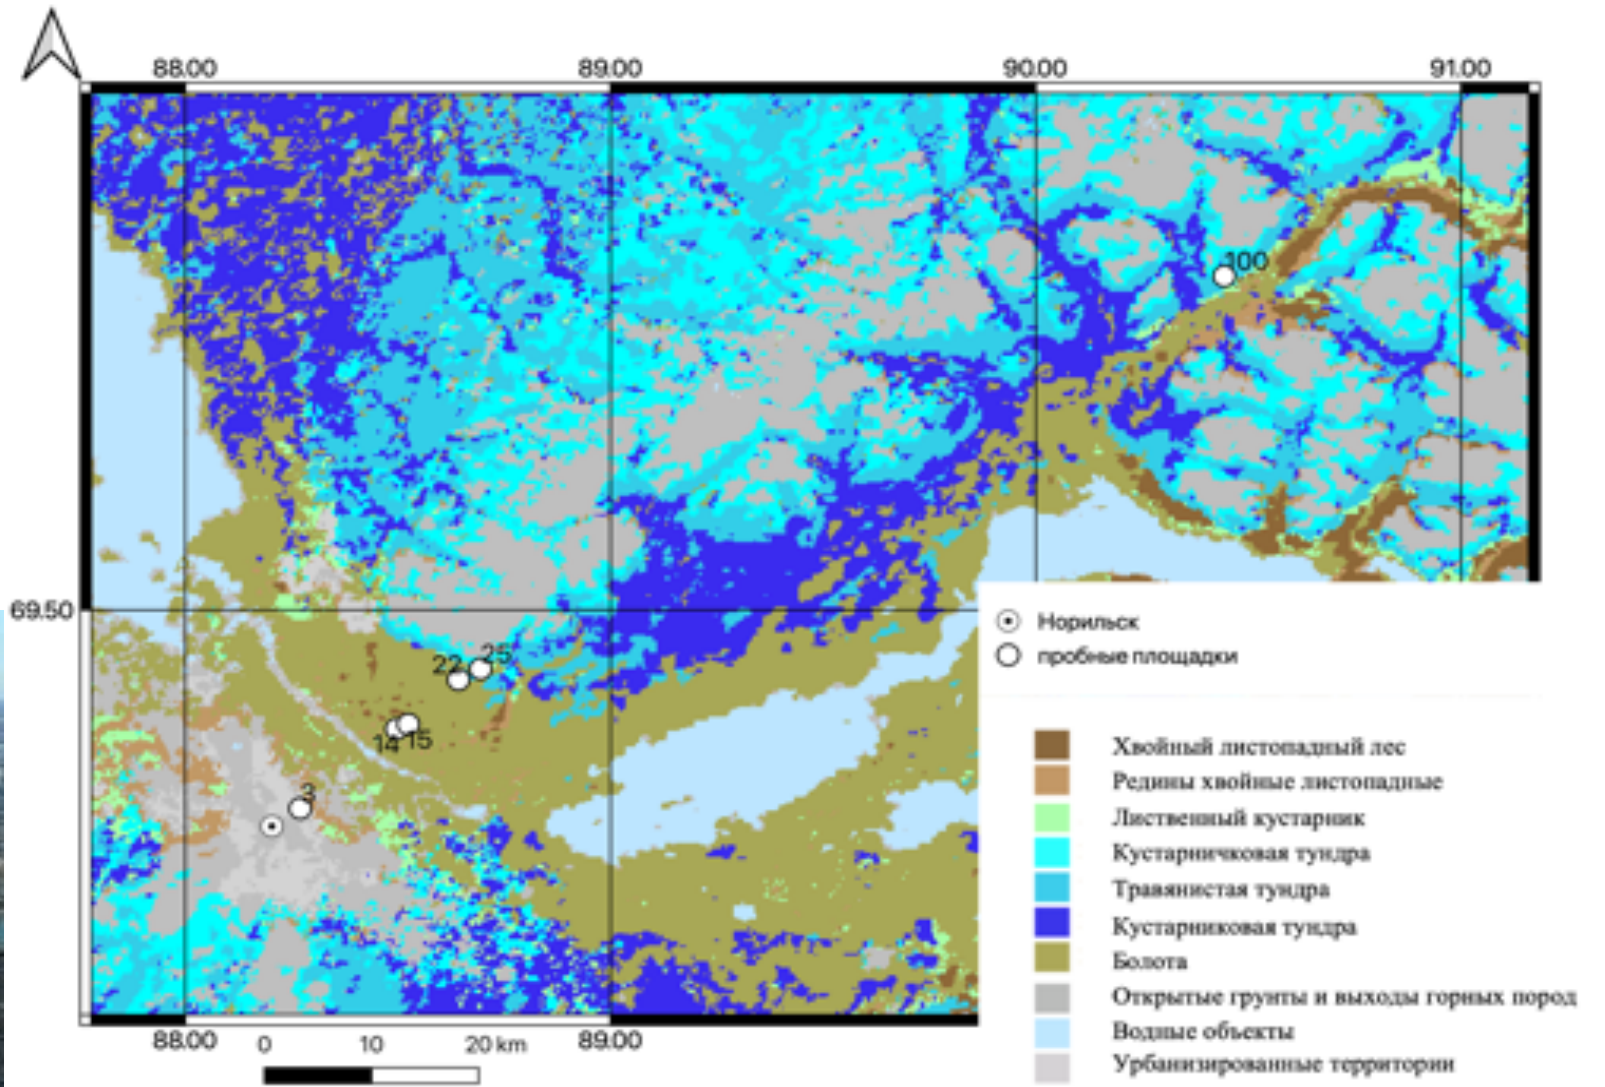 88.00 89.00 90.00 91.00
100
69.50
Норильск
пробные площадки
22 25
14 15
3
Хвойный листопадный лес
Редины хвойные листопадные
Лиственный кустарник
Кустарничковая тундра
Травянистая тундра
Кустарниковая тундра
Болота
Открытые грунты и выходы горных пород
Водные объекты
Урбанизированные территории
88.00 89.00
0 10 20 km